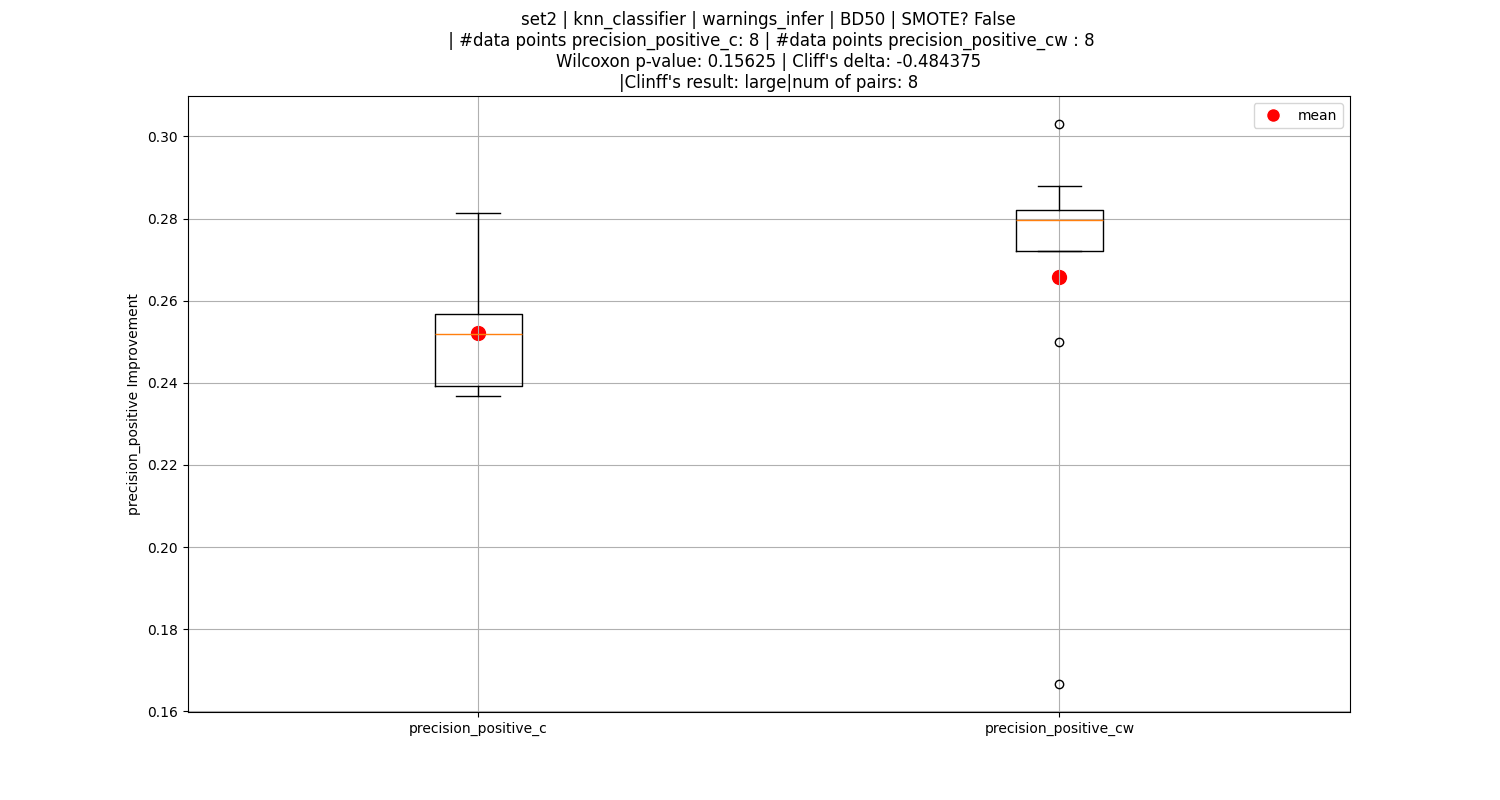 set2 | knn_classifier | warnings_infer | BD50 | SMOTE? False
| #data points precision_positive_c: 8 | #data points precision_positive_cw : 8
Wilcoxon p-value: 0.15625 | Cliff's delta: -0.484375
|Clinff's result: large|num of pairs: 8
mean
0.30
0.28
0.26
0.24
0.22
0.20
0.18
0.16
precision_positive Improvement
precision_positive_c
precision_positive_cw